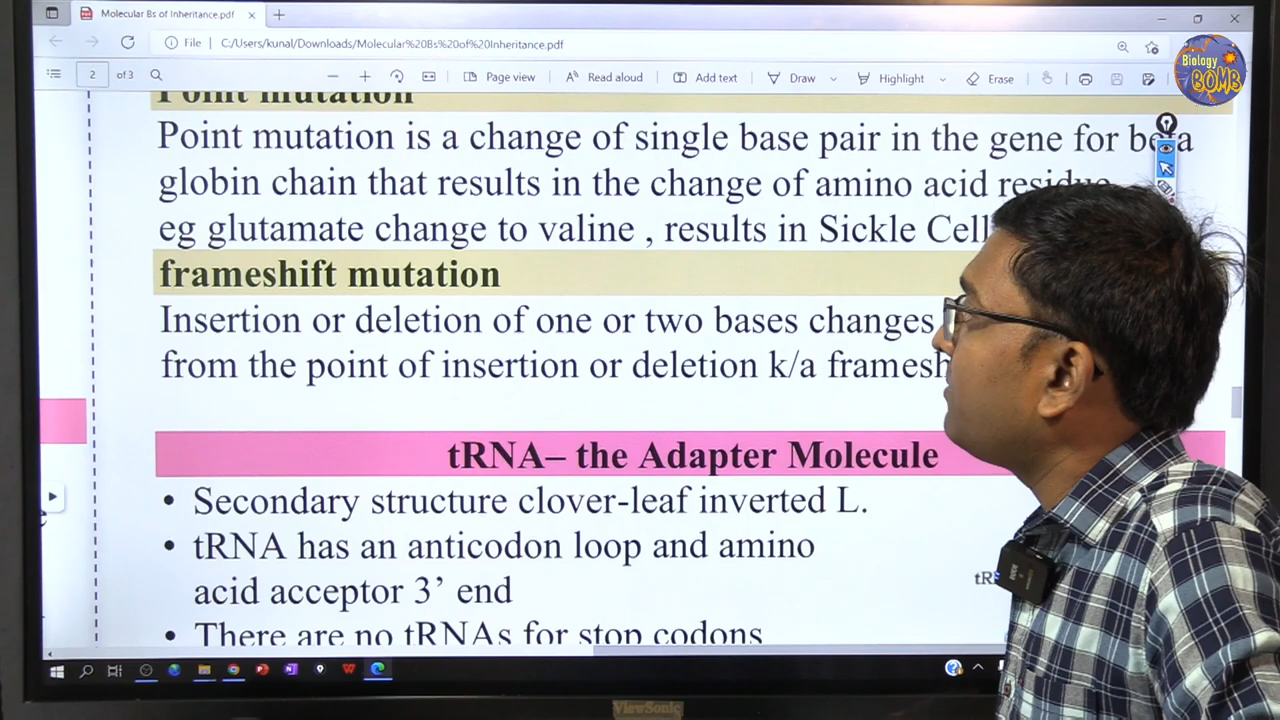 Molecular Bs of Inheritance.pdf
File | C:/Users/kunal/Downloads/Molecular%20Bs%20of%20Inheritance.pdf
Biology
BOMB
2 of 3 Page view Read aloud Add text Draw Highlight Erase
Point mutation
Point mutation is a change of single base pair in the gene for beta
globin chain that results in the change of amino acid residue
eg glutamate change to valine , results in Sickle Cell
frameshift mutation
Insertion or deletion of one or two bases changes
from the point of insertion or deletion k/a framesh
tRNA– the Adapter Molecule
• Secondary structure clover-leaf inverted L.
• tRNA has an anticodon loop and amino
acid acceptor 3’ end
• There are no tRNAs for stop codons
ViewSonic